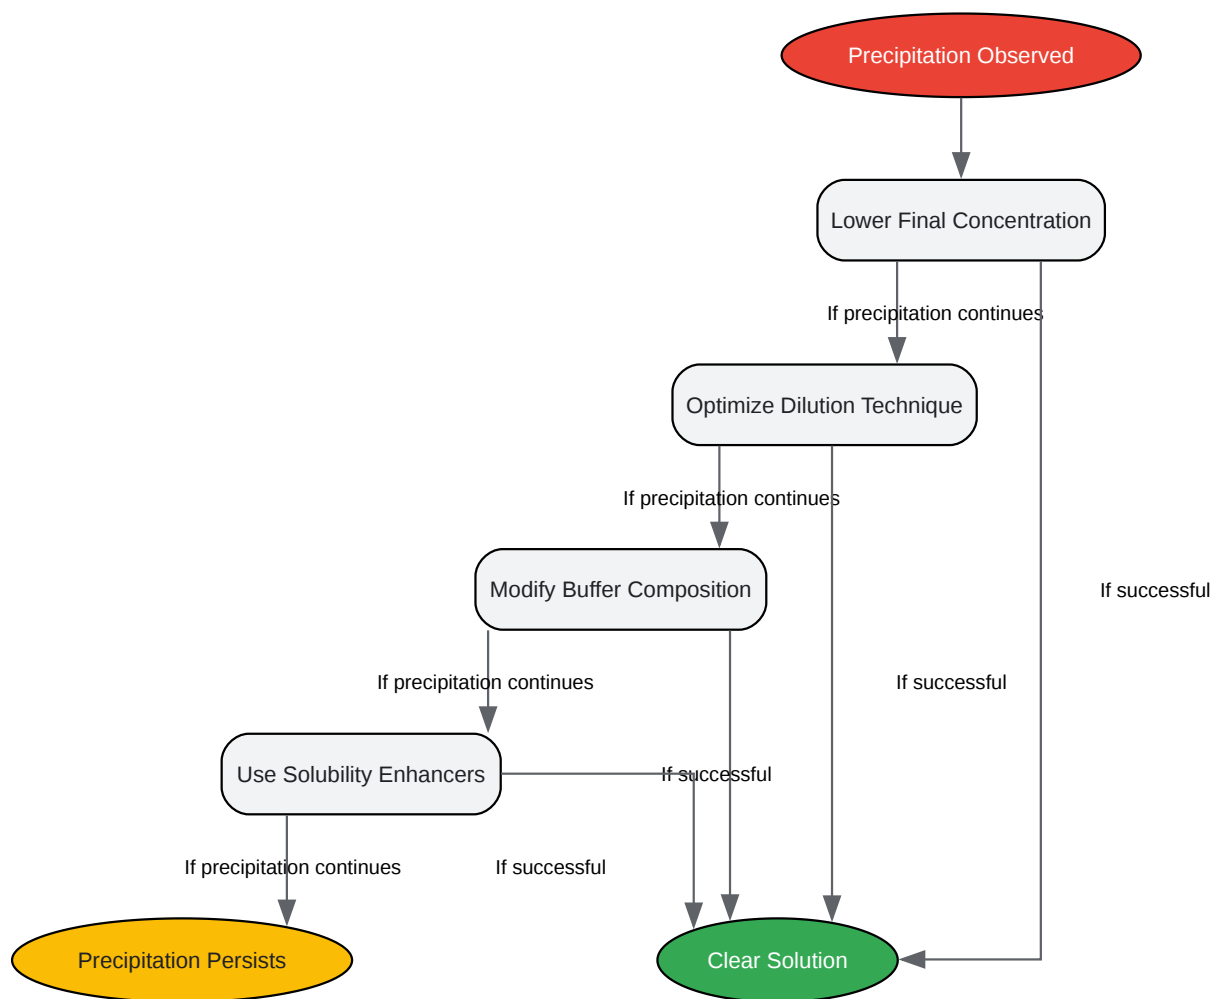 Precipitation Observed
Lower Final Concentration
If precipitation continues
Optimize Dilution Technique
If precipitation continues
Modify Buffer Composition
If successful
If precipitation continues
If successful
Use Solubility Enhancers
If successful
If precipitation continues
If successful
Precipitation Persists
Clear Solution